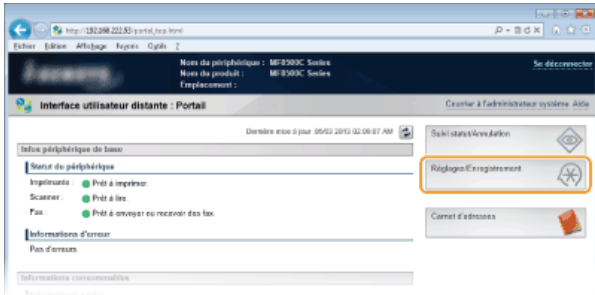 http://192.168.222.53/portal_top.html
Fichier Edition Affichage Favoris Outils ?
Nom du périphérique : MF8500C Series
Nom du produit : MF8500C Series
Emplacement :
Se déconnecter
Interface utilisateur distante : Portail
Courrier à l'administrateur système Aide
Dernière mise à jour :06/03 2013 02:09:07 AM
Infos périphérique de base
Statut du périphérique
Imprimante : Prêt à imprimer.
Scanner : Prêt à lire.
Fax : Prêt à envoyer ou recevoir des fax.
Informations d'erreur
Pas d'erreurs.
Informations consommables
Suivi statut/Annulation
Réglages/Enregistrement
Carnet d'adresses